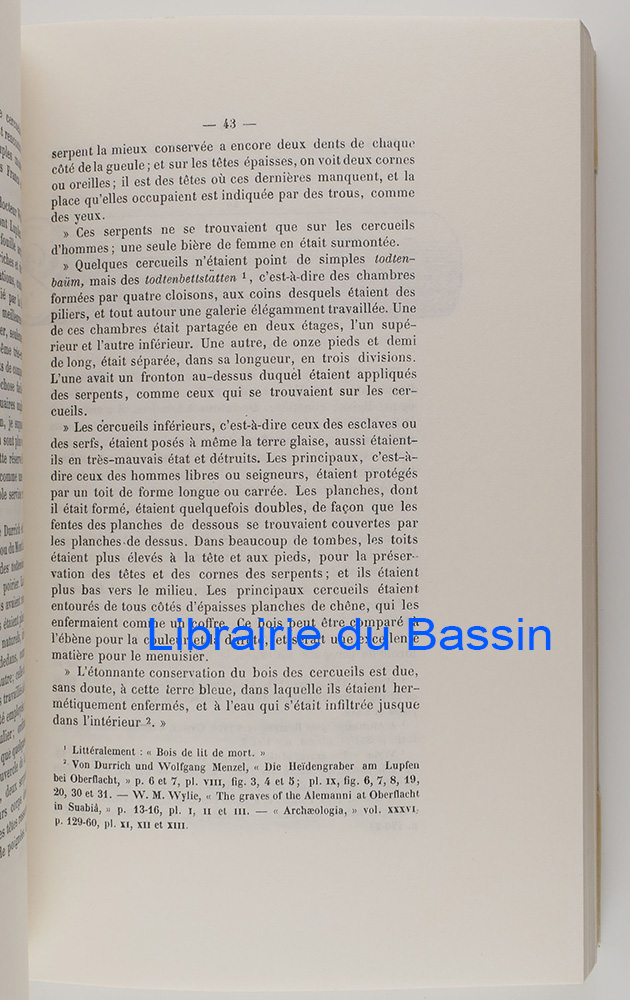 — 43 —
serpent la mieux conservée a encore deux dents de chaque
côté de la gueule ; et sur les têtes épaisses, on voit deux cornes
ou oreilles ; il est des têtes où ces dernières manquent, et la
place qu'elles occupaient est indiquée par des trous, comme
des yeux.
» Ces serpents ne se trouvaient que sur les cercueils
d'hommes ; une seule bière de femme en était surmontée.
» Quelques cercueils n'étaient point de simples todten-
baüm, mais des todtenbettstätten ¹, c'est-à-dire des chambres
formées par quatre cloisons, aux coins desquels étaient des
piliers, et tout autour une galerie élégamment travaillée. Une
de ces chambres était partagée en deux étages, l'un supé-
rieur et l'autre inférieur. Une autre, de onze pieds et demi
de long, était séparée, dans sa longueur, en trois divisions.
L'une avait un fronton au-dessus duquel étaient appliqués
des serpents, comme ceux qui se trouvaient sur les cer-
cueils.
» Les cercueils inférieurs, c'est-à-dire ceux des esclaves ou
des serfs, étaient posés à même la terre glaise, aussi étaient-
ils en très-mauvais état et détruits. Les principaux, c'est-à-
dire ceux des hommes libres ou seigneurs, étaient protégés
par un toit de forme longue ou carrée. Les planches, dont
il était formé, étaient quelquefois doubles, de façon que les
fentes des planches de dessous se trouvaient couvertes par
les planches de dessus. Dans beaucoup de tombes, les toits
étaient plus élevés à la tête et aux pieds, pour la préser-
vation des têtes et des cornes des serpents ; et ils étaient
plus bas vers le milieu. Les principaux cercueils étaient
entourés de tous côtés d'épaisses planches de chêne, qui les
enfermaient comme un coffre. Ce bois peut être comparé à
l'ébène pour la couleur et la dureté, et serait une excellente
matière pour le menuisier.
Librairie du Bassin
» L'étonnante conservation du bois des cercueils est due,
sans doute, à cette terre bleue, dans laquelle ils étaient her-
métiquement enfermés, et à l'eau qui s'était infiltrée jusque
dans l'intérieur ². »
¹ Littéralement : « Bois de lit de mort. »
² Von Durrich und Wolfgang Menzel, « Die Heïdengraber am Lupfen
bei Oberflacht, » p. 6 et 7, pl. VIII, fig. 3, 4 et 5 ; pl. IX, fig. 6, 7, 8, 19,
20, 30 et 31. — W. M. Wylie, « The graves of the Alemanni at Oberflacht
in Suabiâ, » p. 13-16, pl. I, II et III. — « Archæologia, » vol. XXXVI,
p. 129-60, pl. XI, XII et XIII.